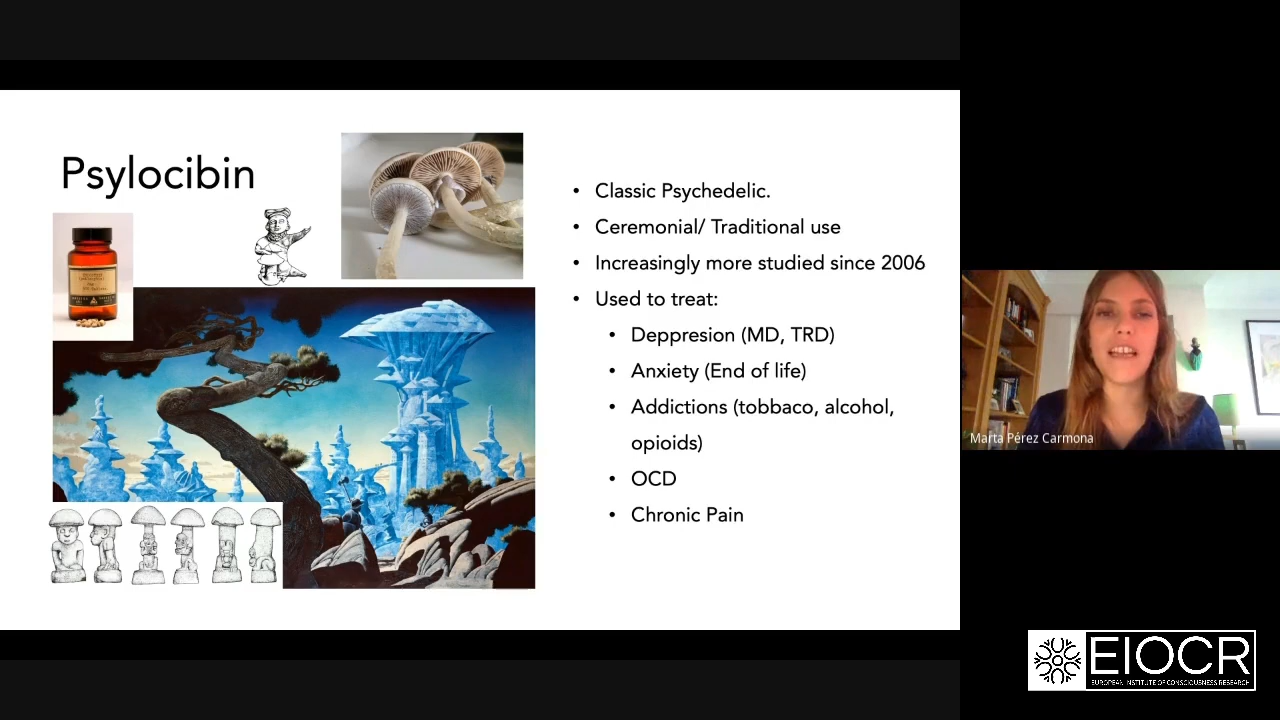 Psylocibin
• Classic Psychedelic.
• Ceremonial/ Traditional use
• Increasingly more studied since 2006
• Used to treat:
• Deppresion (MD, TRD)
• Anxiety (End of life)
• Addictions (tobbaco, alcohol,
opioids)
• OCD
• Chronic Pain
Marta Pérez Carmona
EIOCR
EUROPEAN INSTITUTE OF CONSCIOUSNESS RESEARCH